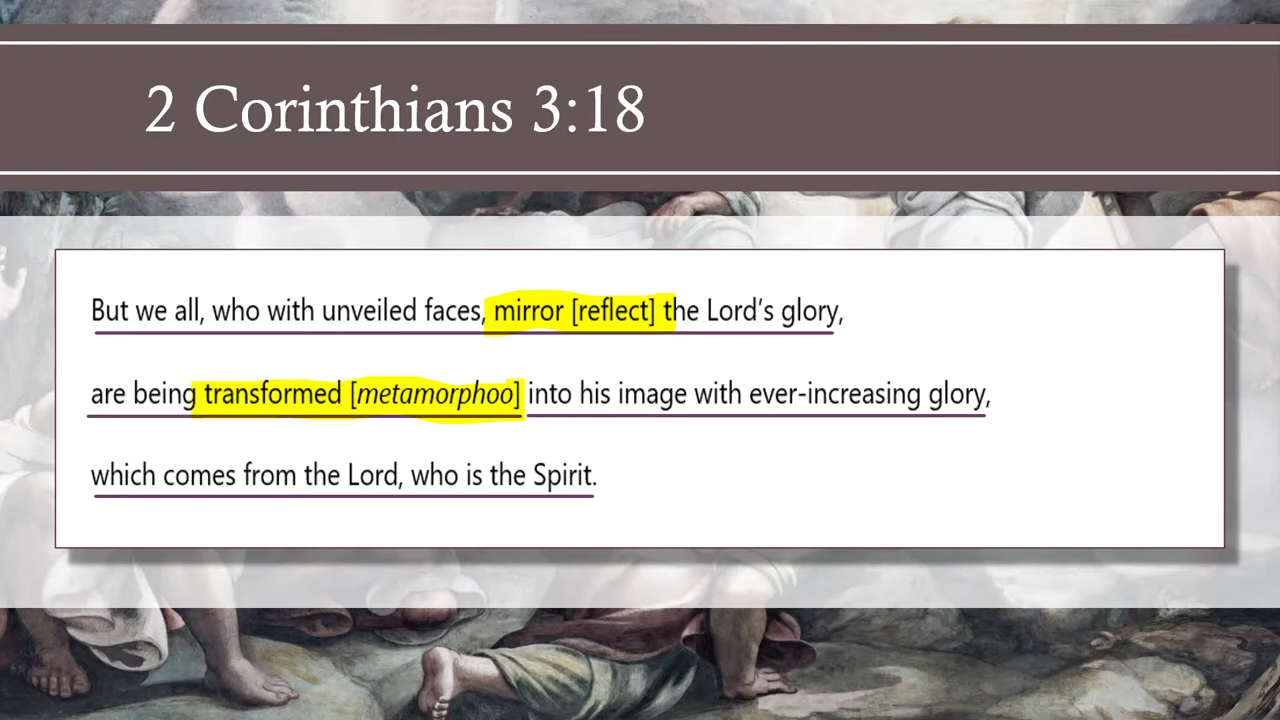 2 Corinthians 3:18
But we all, who with unveiled faces, mirror [reflect] the Lord’s glory,
are being transformed [metamorphoo] into his image with ever-increasing glory,
which comes from the Lord, who is the Spirit.